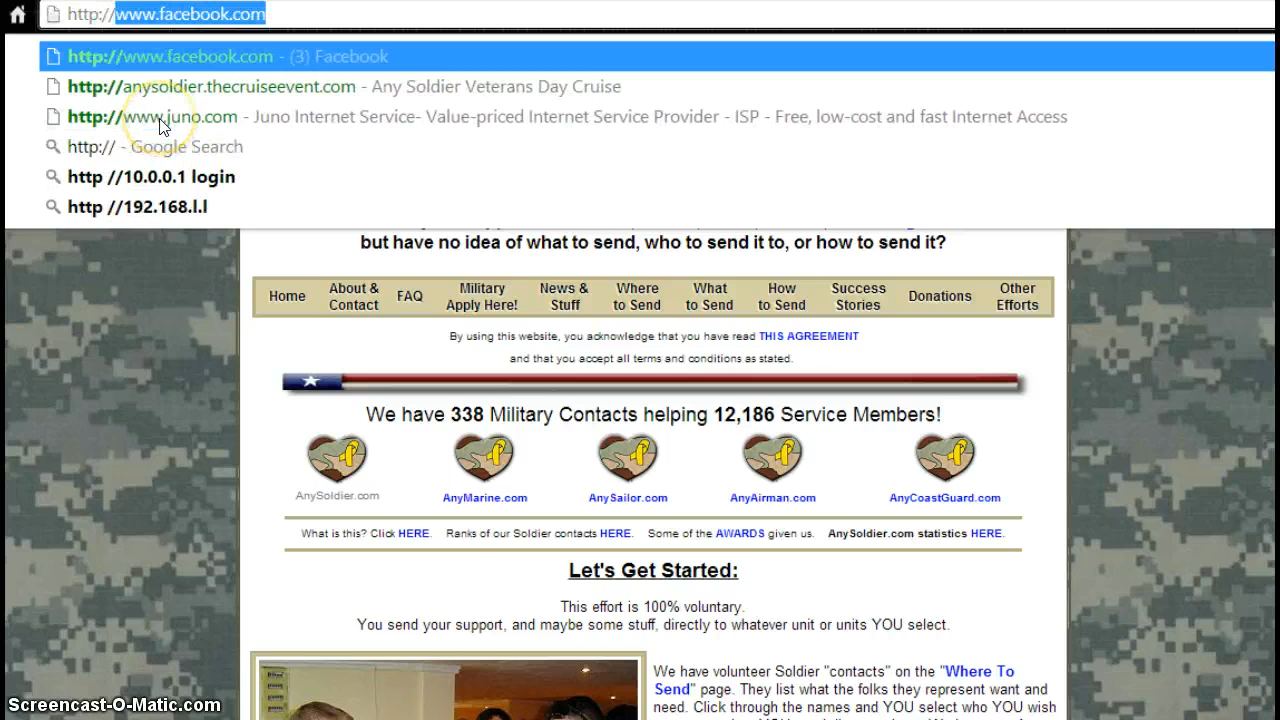 http://www.facebook.com
http://www.facebook.com - (3) Facebook
http://anysoldier.thecruiseevent.com - Any Soldier Veterans Day Cruise
http://www.juno.com - Juno Internet Service- Value-priced Internet Service Provider - ISP - Free, low-cost and fast Internet Access
http:// - Google Search
http //10.0.0.1 login
http //192.168.l.l
but have no idea of what to send, who to send it to, or how to send it?
Home About & Contact FAQ Military Apply Here! News & Stuff Where to Send What to Send How to Send Success Stories Donations Other Efforts
By using this website, you acknowledge that you have read THIS AGREEMENT
and that you accept all terms and conditions as stated.
We have 338 Military Contacts helping 12,186 Service Members!
AnySoldier.com AnyMarine.com AnySailor.com AnyAirman.com AnyCoastGuard.com
What is this? Click HERE. Ranks of our Soldier contacts HERE. Some of the AWARDS given us. AnySoldier.com statistics HERE.
Let's Get Started:
This effort is 100% voluntary.
You send your support, and maybe some stuff, directly to whatever unit or units YOU select.
We have volunteer Soldier "contacts" on the "Where To
Send" page. They list what the folks they represent want and
need. Click through the names and YOU select who YOU wish
Screencast-O-Matic.com